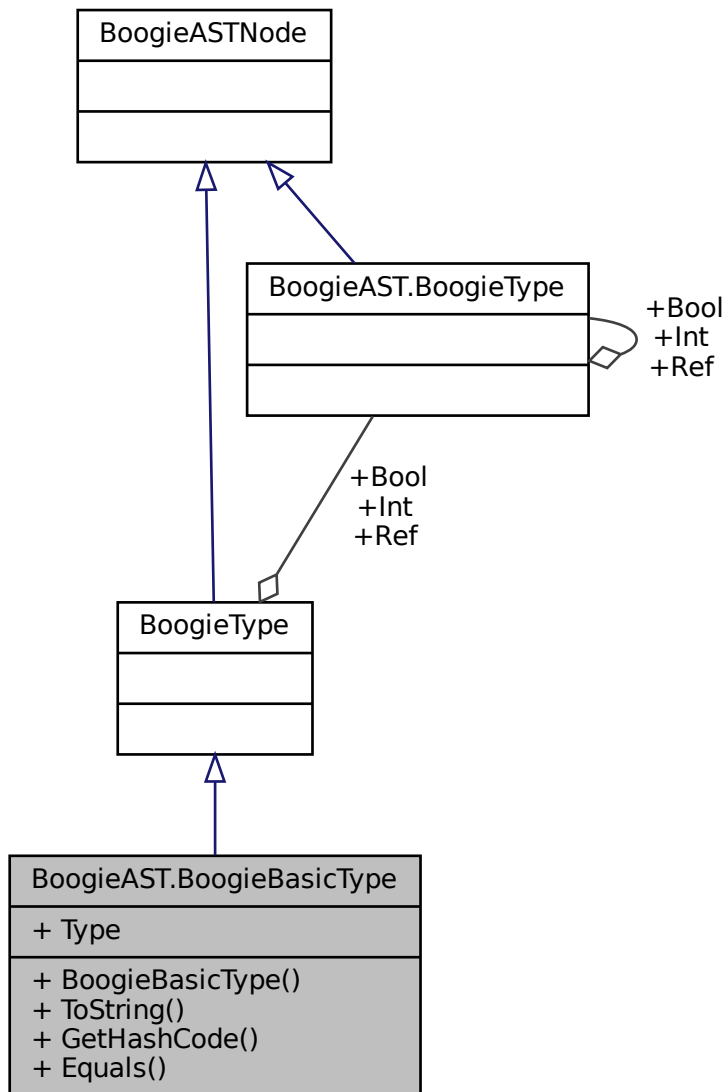 BoogieASTNode
BoogieAST.BoogieType
+Bool
+Int
+Ref
+Bool
+Int
+Ref
BoogieType
BoogieAST.BoogieBasicType
+ Type
+ BoogieBasicType()
+ ToString()
+ GetHashCode()
+ Equals()